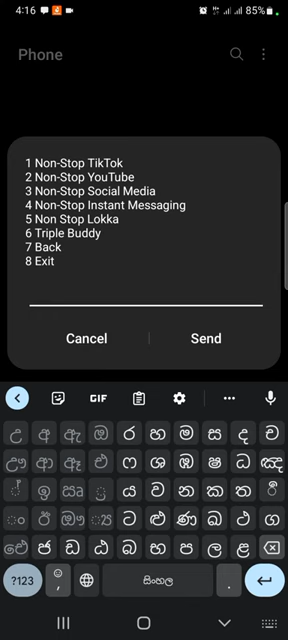 4:16
85%
Phone
1 Non-Stop TikTok
2 Non-Stop YouTube
3 Non-Stop Social Media
4 Non-Stop Instant Messaging
5 Non Stop Lokka
6 Triple Buddy
7 Back
8 Exit
Cancel
Send
GIF
ර හ ම ස ද ච
ශ ඹ ෂ ධ ඤ
ය ව න ක ත
ට ළු ණ ඛ ථ ග
ජ ඩ ඨ බ භ ප ල ළ
?123
,
සිංහල
.